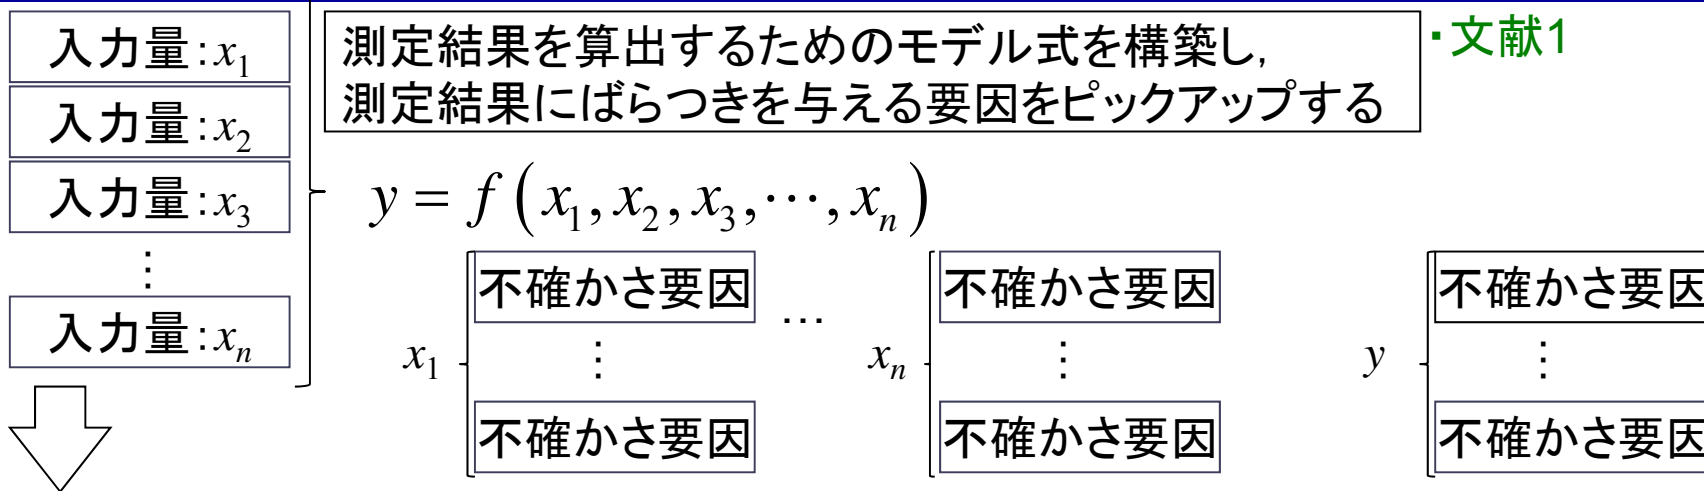 入力量:x₁
入力量:x₂
入力量:x₃
⋮
入力量:xₙ
測定結果を算出するためのモデル式を構築し,
測定結果にばらつきを与える要因をピックアップする
・文献1
y = f(x₁, x₂, x₃, ⋯, xₙ)
x₁
不確かさ要因
⋮
不確かさ要因
…
xₙ
不確かさ要因
⋮
不確かさ要因
y
不確かさ要因
⋮
不確かさ要因